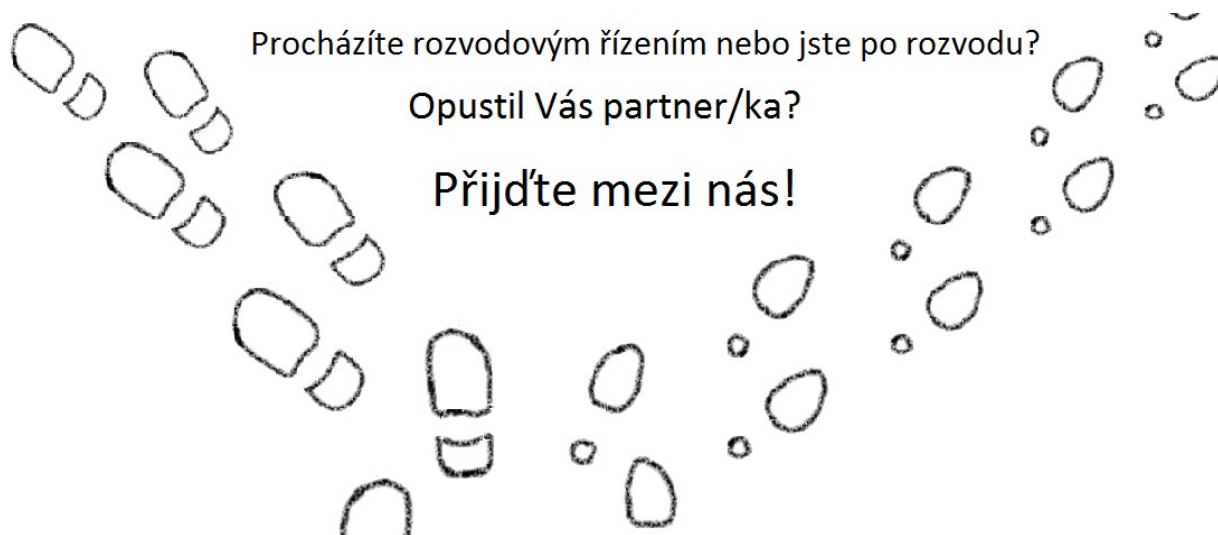 Procházíte rozvodovým řízením nebo jste po rozvodu?
Opustil Vás partner/ka?
Přijďte mezi nás!